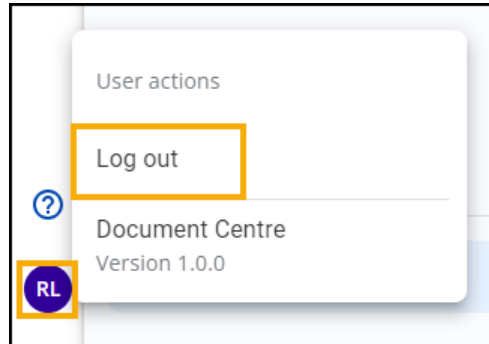 User actions
Log out
?
Document Centre
Version 1.0.0
RL